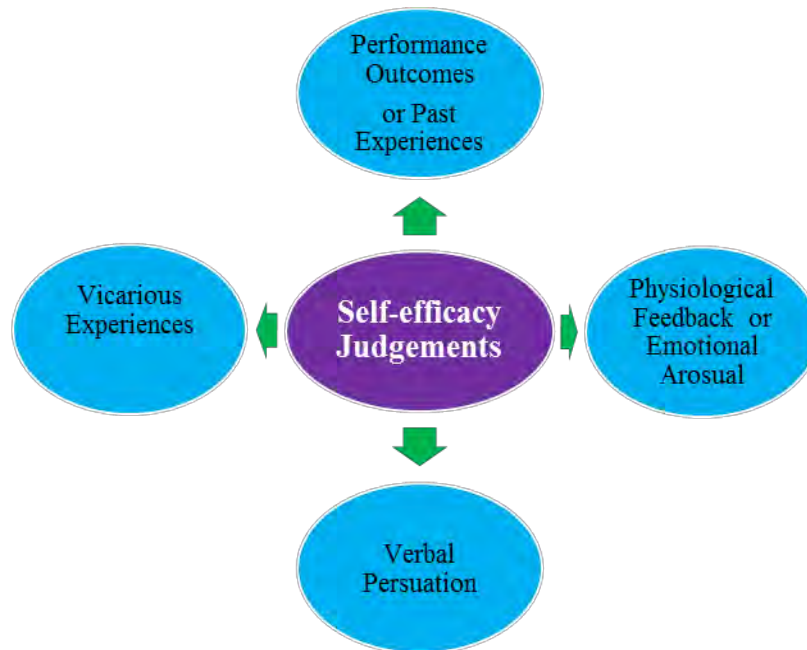 Performance
Outcomes
or Past
Experiences
Vicarious
Experiences
Self-efficacy
Judgements
Physiological
Feedback or
Emotional
Arosual
Verbal
Persuation